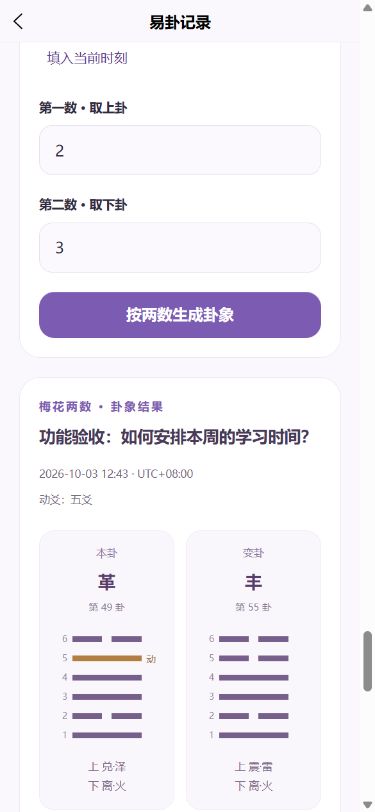 易卦记录
填入当前时刻
第一数·取上卦
2
第二数·取下卦
3
按两数生成卦象
梅花两数 · 卦象结果
功能验收：如何安排本周的学习时间？
2026-10-03 12:43 · UTC+08:00
动爻：五爻
本卦
革
第 49 卦
6
5 动
4
3
2
1
上 兑·泽
下 离·火
变卦
丰
第 55 卦
6
5
4
3
2
1
上 震·雷
下 离·火